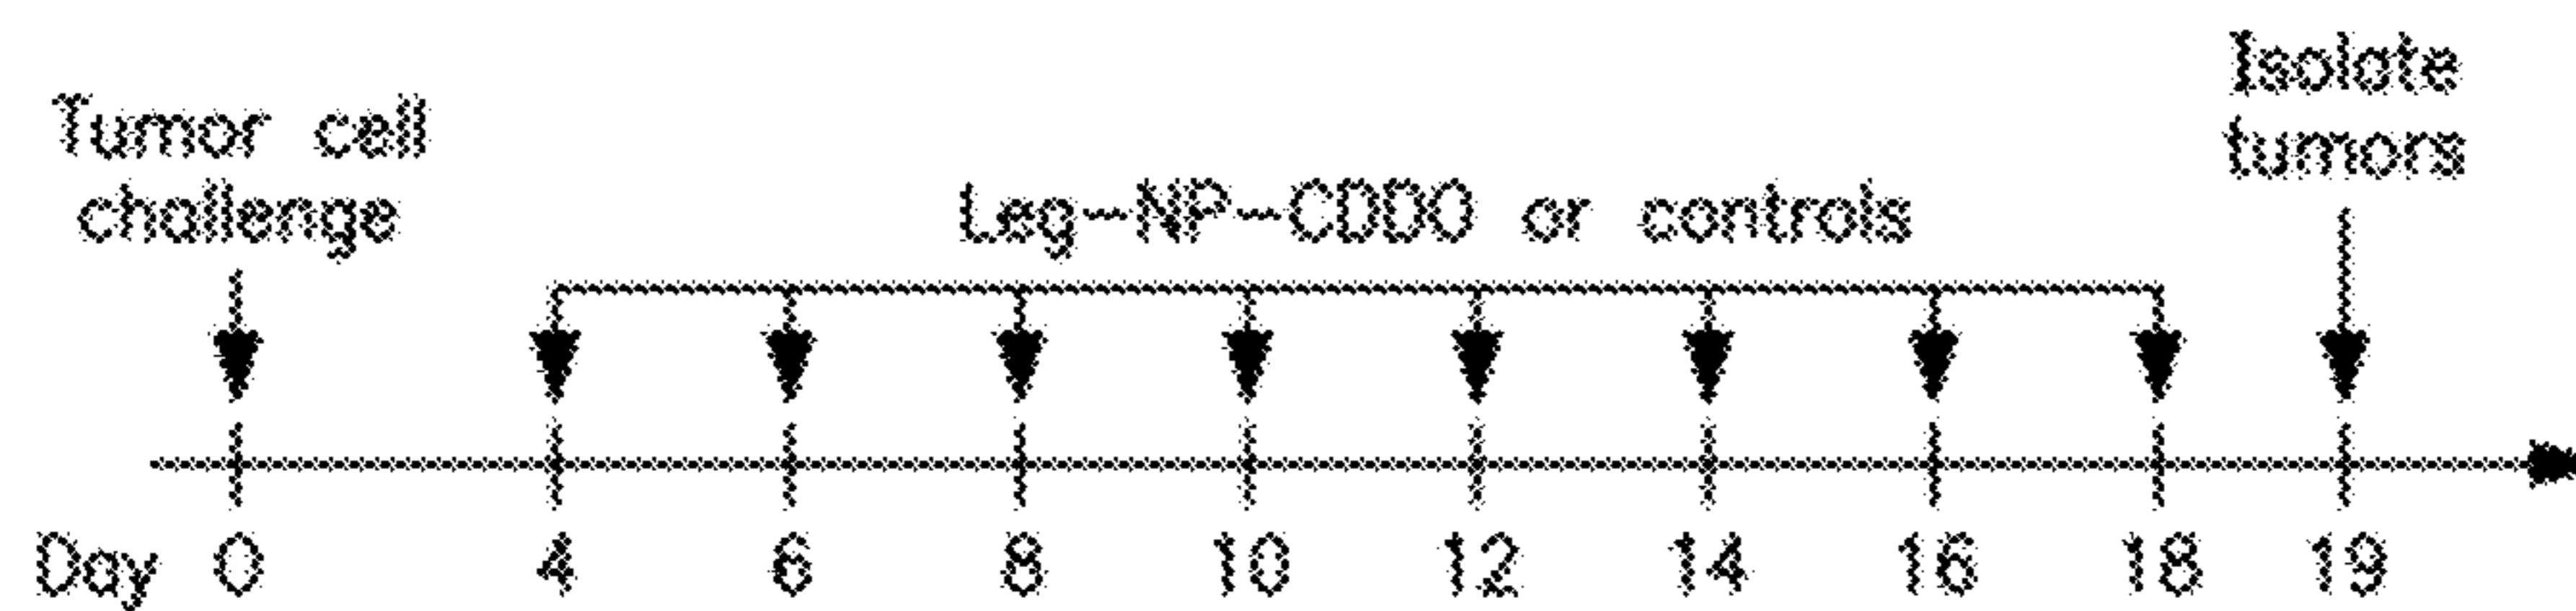 Tumor cell
challenge
Leg-NP-CDDO or controls
Isolate
tumors
Day 0 4 6 8 10 12 14 16 18 19